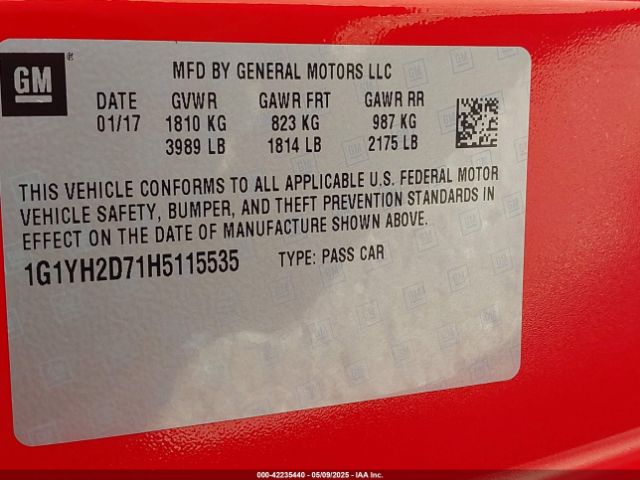 GM
®
MFD BY GENERAL MOTORS LLC
DATE GVWR GAWR FRT GAWR RR
01/17 1810 KG 823 KG 987 KG
3989 LB 1814 LB 2175 LB
THIS VEHICLE CONFORMS TO ALL APPLICABLE U.S. FEDERAL MOTOR
VEHICLE SAFETY, BUMPER, AND THEFT PREVENTION STANDARDS IN
EFFECT ON THE DATE OF MANUFACTURE SHOWN ABOVE.
1G1YH2D71H5115535 TYPE: PASS CAR
000-42235440 - 05/09/2025 - IAA Inc.